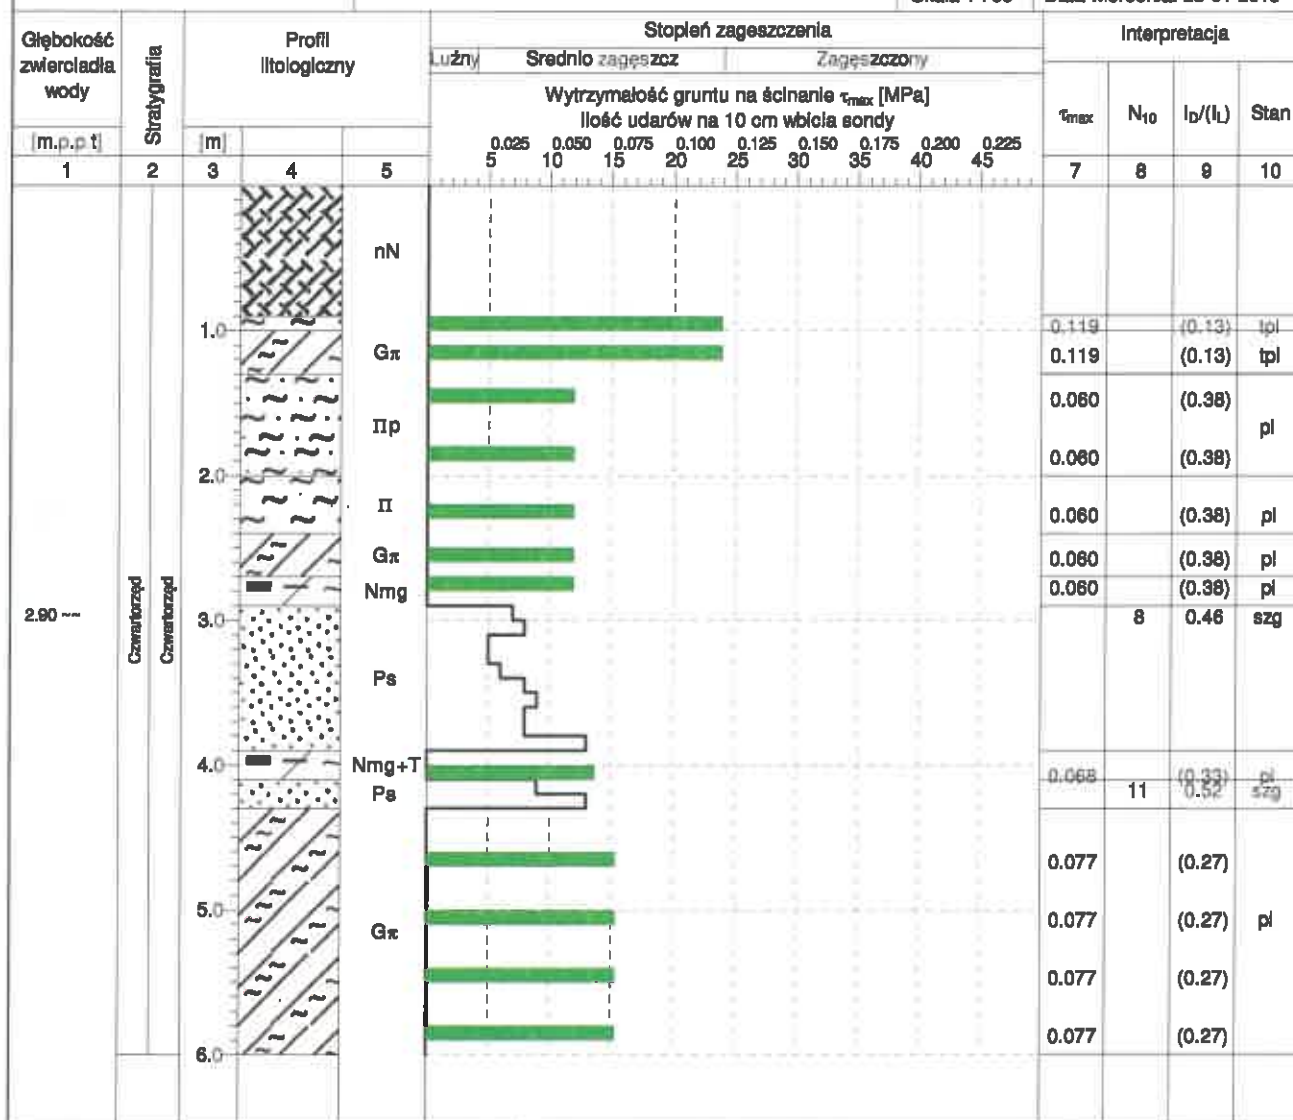 Głębokość zwierciadła wody
Stratygrafia
Profil litologiczny
Stopień zagęszczenia
Interpretacja
Luźny
Średnio zagęszcz
Zagęszczony
Wytrzymałość gruntu na ścinanie τmax [MPa]
Ilość udarów na 10 cm wbicia sondy
τmax N10 ID/(IL) Stan
[m.p.p t] [m]
0.025 0.050 0.075 0.100 0.125 0.150 0.175 0.200 0.225
5 10 15 20 25 30 35 40 45
1 2 3 4 5 7 8 9 10
nN
1.0 0.119 (0.13) tpl
Gπ 0.119 (0.13) tpl
0.060 (0.38)
Πp pl
0.060 (0.38)
2.0
Π 0.060 (0.38) pl
Gπ 0.060 (0.38) pl
Nmg 0.060 (0.38) pl
2.90 ~~ 3.0 8 0.46 szg
Czwartorzęd
Czwartorzęd
Ps
4.0 Nmg+T 0.068 (0.33) pl
Ps 11 0.52 szg
0.077 (0.27)
5.0 0.077 (0.27) pl
Gπ
0.077 (0.27)
0.077 (0.27)
6.0